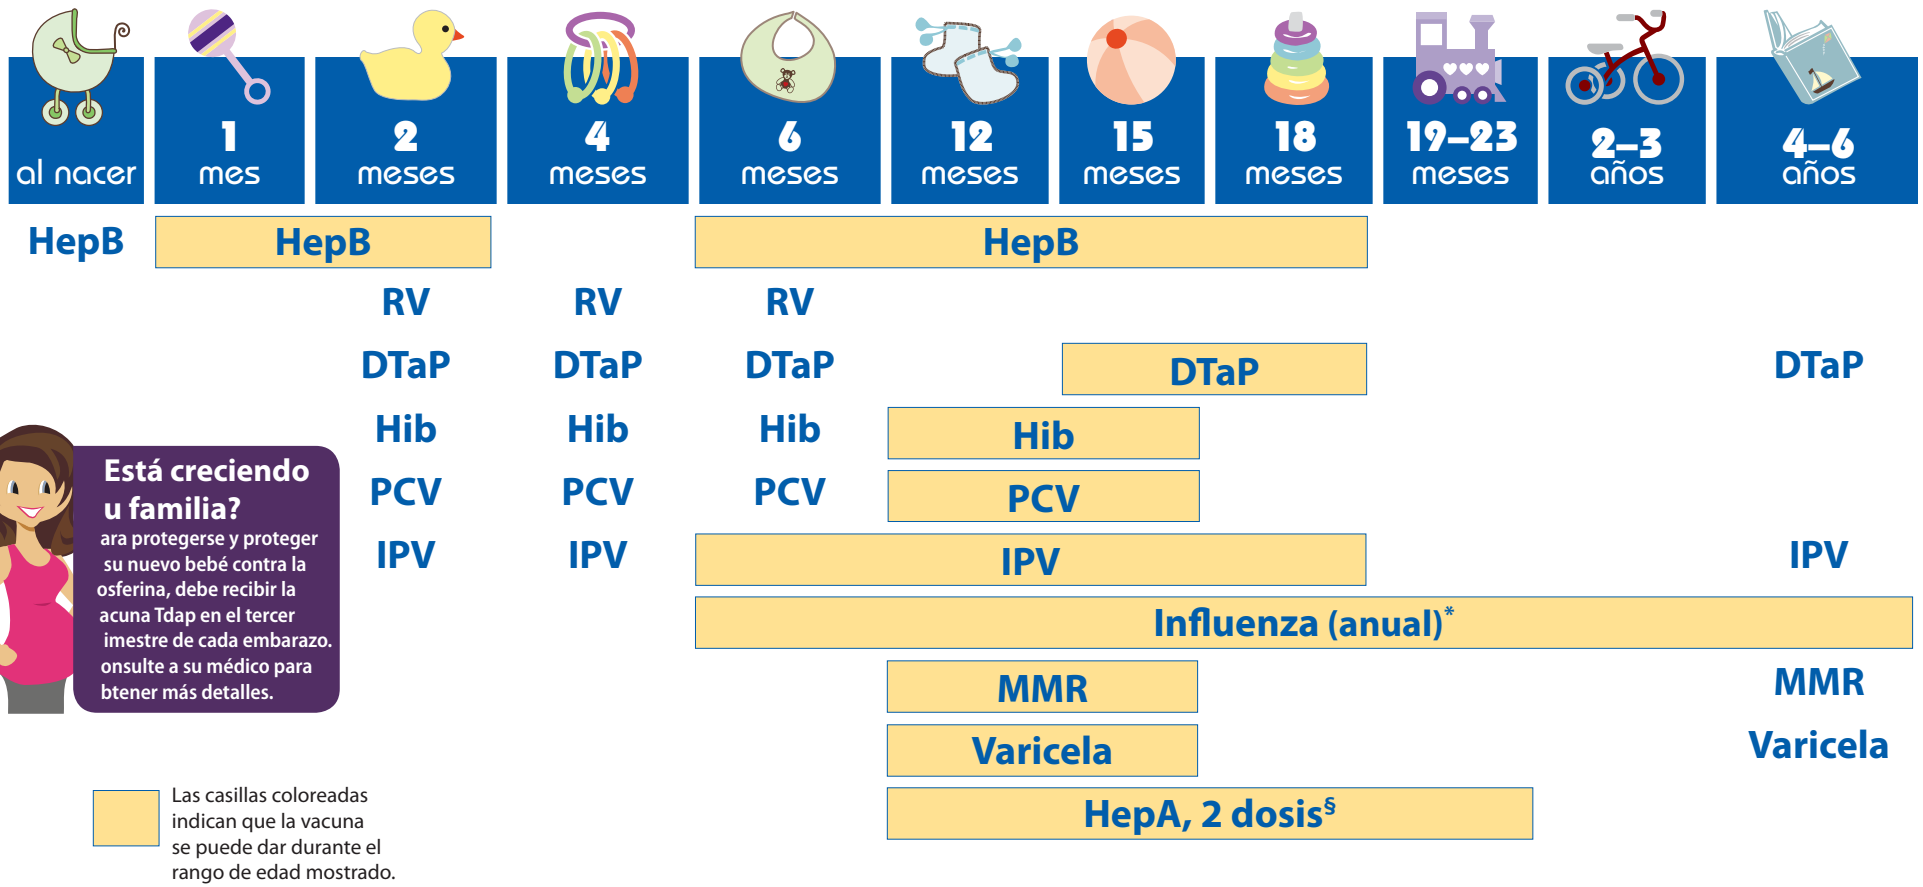 al nacer
1
mes
2
meses
4
meses
6
meses
12
meses
15
meses
18
meses
19–23
meses
2–3
años
4–6
años
HepB HepB HepB
RV RV RV
DTaP DTaP DTaP DTaP DTaP
Hib Hib Hib Hib
PCV PCV PCV PCV
IPV IPV IPV IPV
Influenza (anual)*
MMR MMR
Varicela Varicela
HepA, 2 dosis§
Está creciendo
u familia?
ara protegerse y proteger
su nuevo bebé contra la
osferina, debe recibir la
acuna Tdap en el tercer
imestre de cada embarazo.
onsulte a su médico para
btener más detalles.
Las casillas coloreadas
indican que la vacuna
se puede dar durante el
rango de edad mostrado.